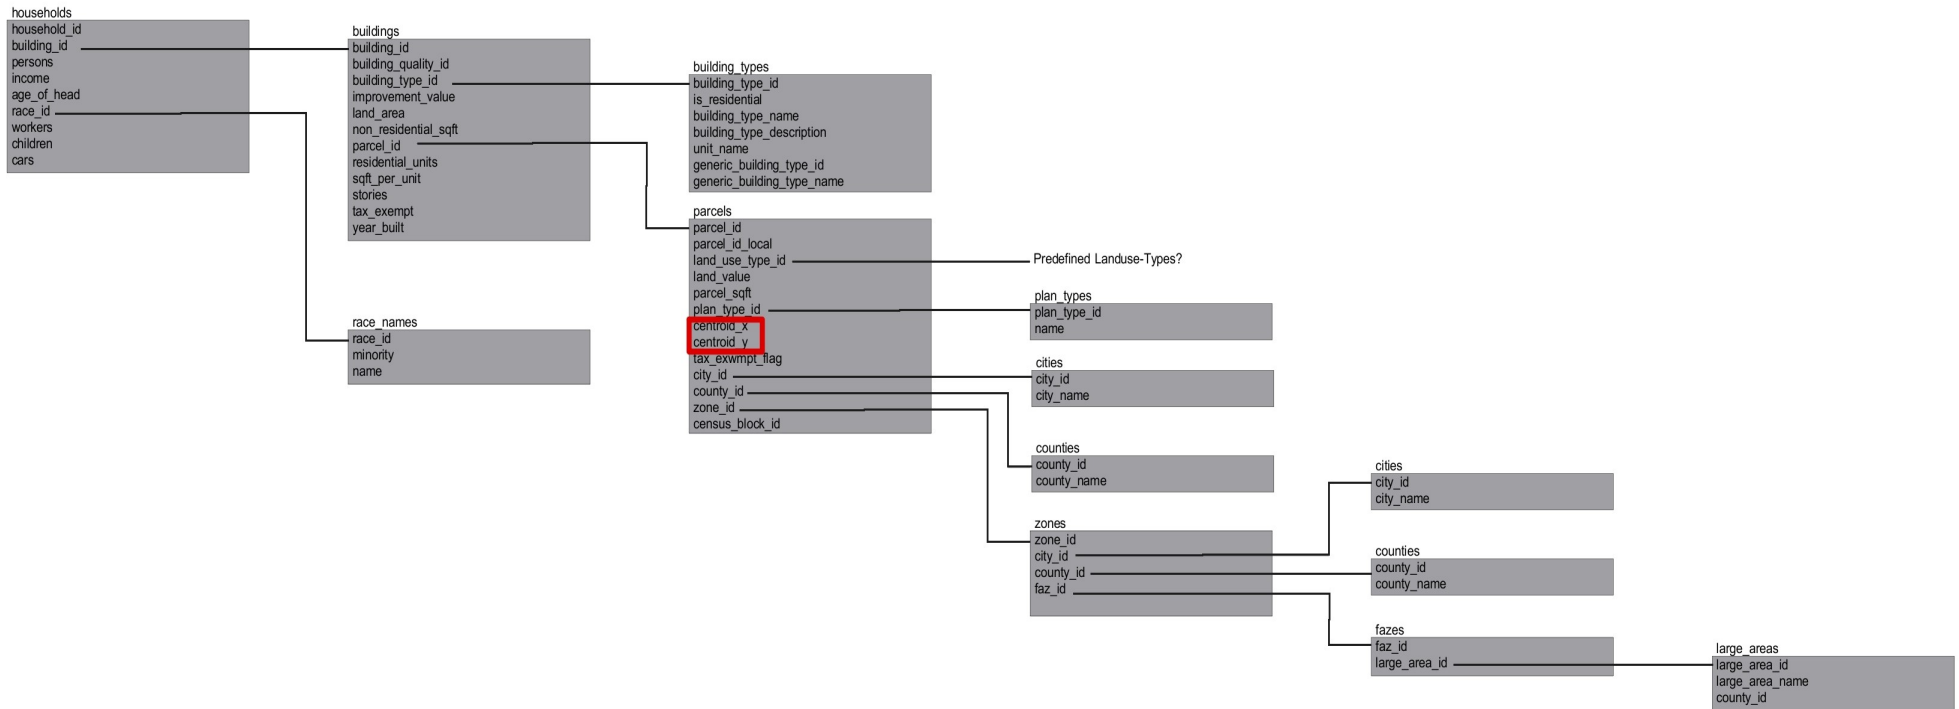 households
household_id
building_id
persons
income
age_of_head
race_id
workers
children
cars
buildings
building_id
building_quality_id
building_type_id
improvement_value
land_area
non_residential_sqft
parcel_id
residential_units
sqft_per_unit
stories
tax_exempt
year_built
race_names
race_id
minority
name
building_types
building_type_id
is_residential
building_type_name
building_type_description
unit_name
generic_building_type_id
generic_building_type_name
parcels
parcel_id
parcel_id_local
land_use_type_id
land_value
parcel_sqft
plan_type_id
centroid_x
centroid_y
tax_exwmpt_flag
city_id
county_id
zone_id
census_block_id
Predefined Landuse-Types?
plan_types
plan_type_id
name
cities
city_id
city_name
counties
county_id
county_name
zones
zone_id
city_id
county_id
faz_id
cities
city_id
city_name
counties
county_id
county_name
fazes
faz_id
large_area_id
large_areas
large_area_id
large_area_name
county_id